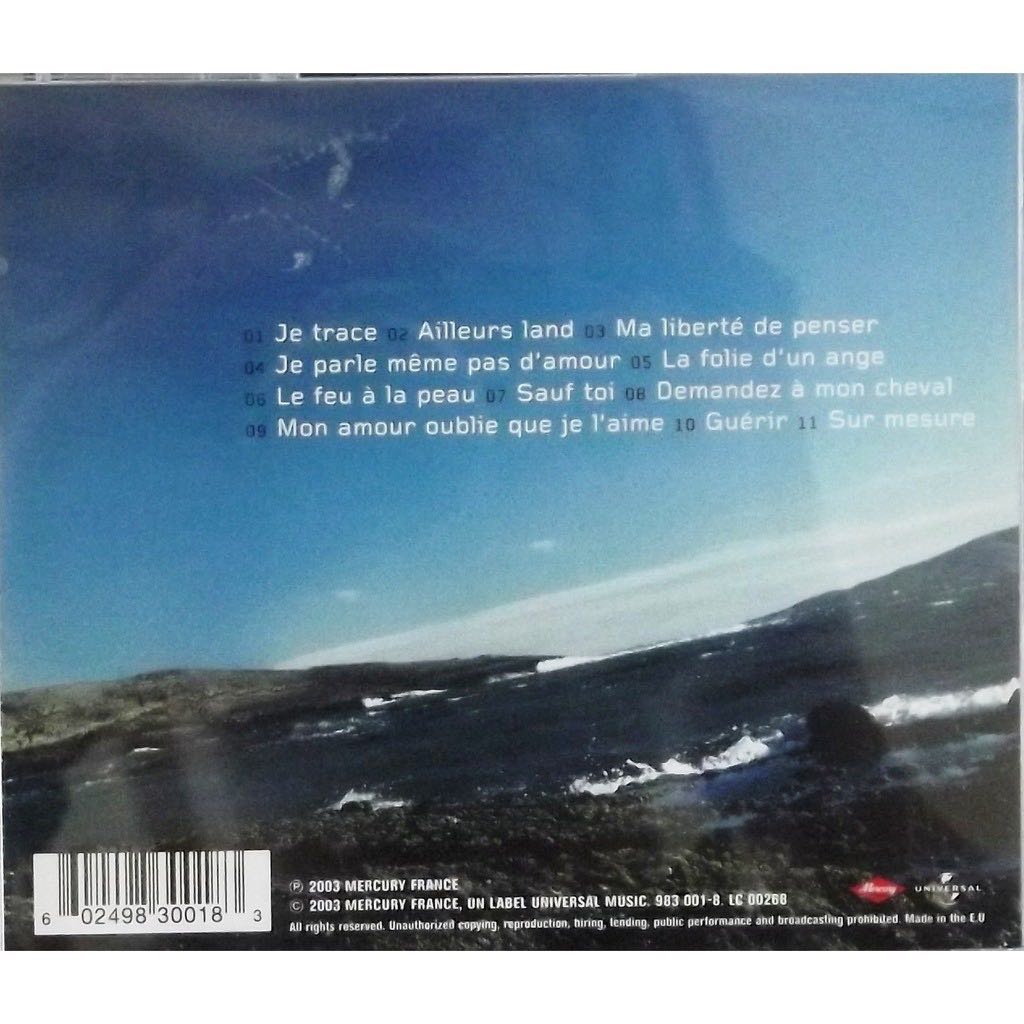 01 Je trace 02 Ailleurs land 03 Ma liberté de penser
04 Je parle même pas d'amour 05 La folie d'un ange
06 Le feu à la peau 07 Sauf toi 08 Demandez à mon cheval
09 Mon amour oublie que je l'aime 10 Guérir 11 Sur mesure
6 02498 30018 3
℗ 2003 MERCURY FRANCE
© 2003 MERCURY FRANCE, UN LABEL UNIVERSAL MUSIC. 983 001-8. LC 00268
All rights reserved. Unauthorized copying, reproduction, hiring, lending, public performance and broadcasting prohibited. Made in the E.U
Mercury
UNIVERSAL